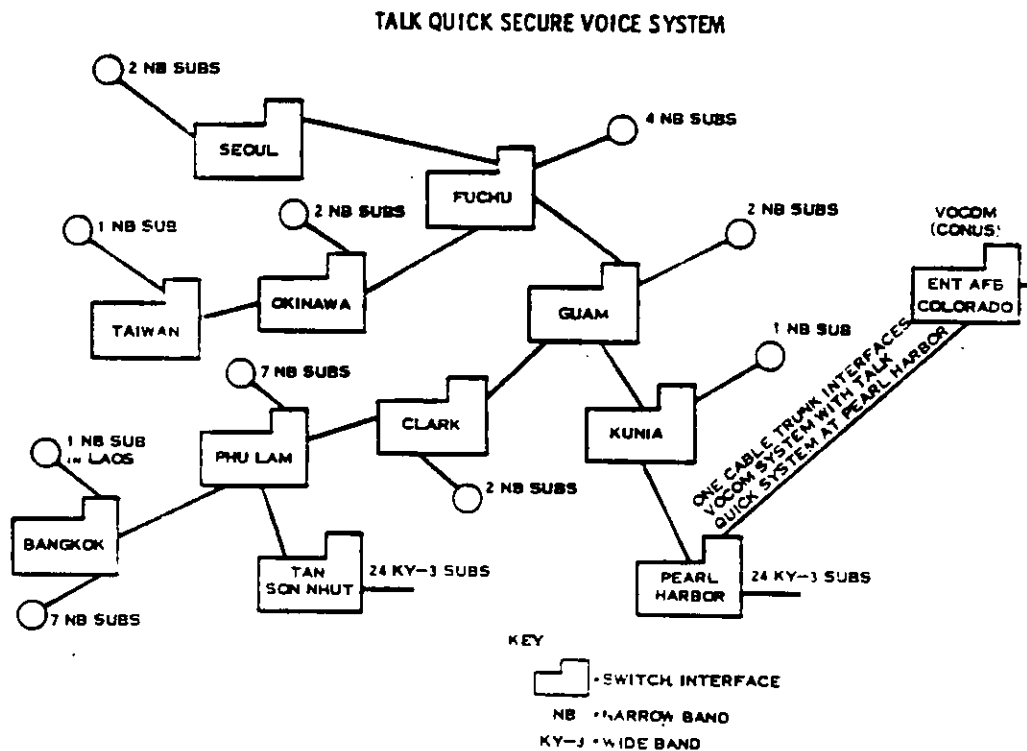 TALK QUICK SECURE VOICE SYSTEM
2 NB SUBS
SEOUL
4 NB SUBS
FUCHU
2 NB SUBS
1 NB SUB
OKINAWA
TAIWAN
2 NB SUBS
GUAM
VOCOM
(CONUS)
ENT AFB
COLORADO
7 NB SUBS
CLARK
1 NB SUB
KUNIA
PHU LAM
2 NB SUBS
1 NB SUB
IN LAOS
BANGKOK
7 NB SUBS
TAN
SON NHUT
24 KY-3 SUBS
ONE CABLE TRUNK INTERFACES
VOCOM SYSTEM WITH TALK
QUICK SYSTEM AT PEARL HARBOR
PEARL
HARBOR
24 KY-3 SUBS
KEY
- SWITCH INTERFACE
NB - NARROW BAND
KY-3 - WIDE BAND